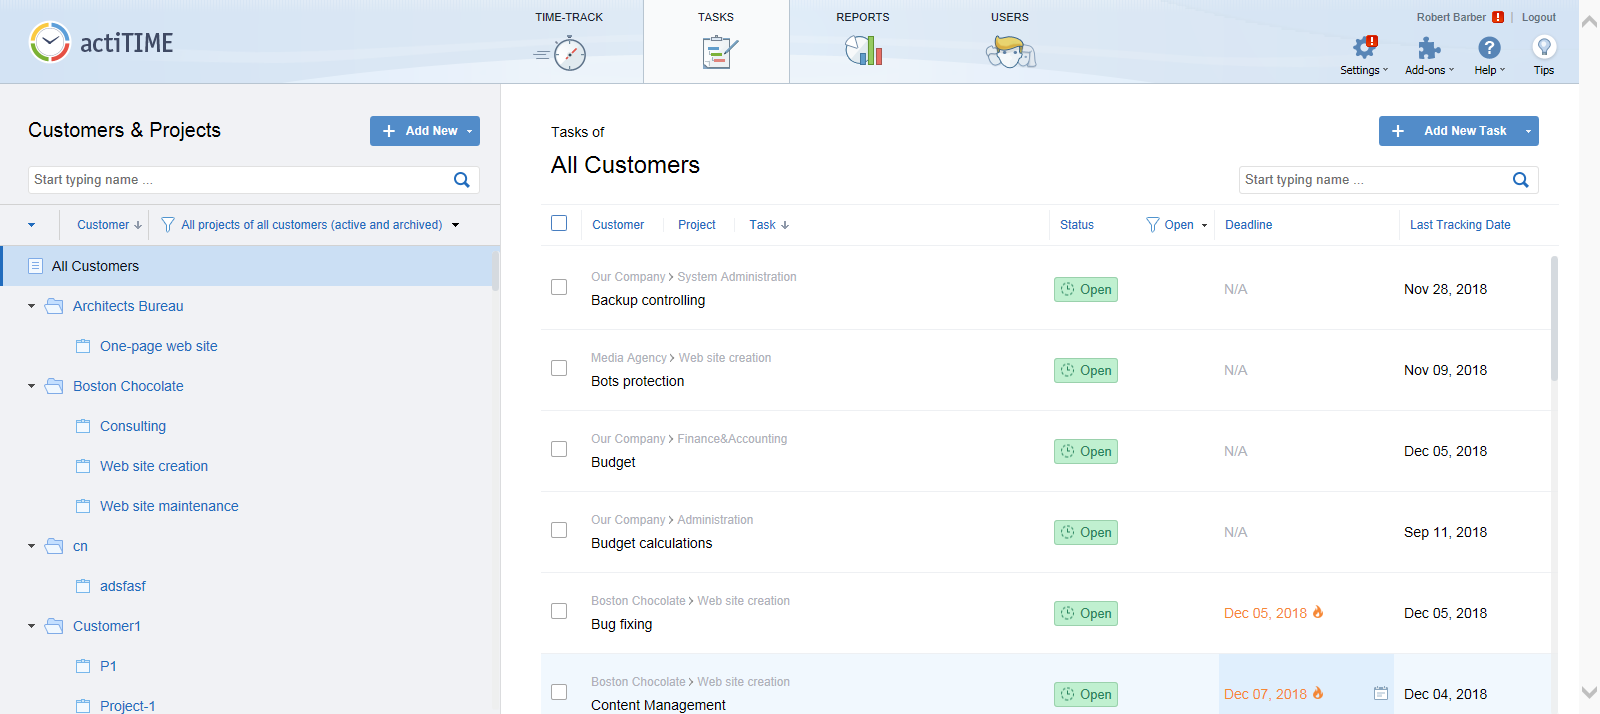 actiTIME
TIME-TRACK
TASKS
REPORTS
USERS
Robert Barber ! Logout
Settings
Add-ons
Help
Tips
Customers & Projects
+ Add New
Start typing name ...
Customer ↓ All projects of all customers (active and archived)
All Customers
Architects Bureau
One-page web site
Boston Chocolate
Consulting
Web site creation
Web site maintenance
cn
adsfasf
Customer1
P1
Project-1
Tasks of
All Customers
+ Add New Task
Start typing name ...
Customer Project Task ↓ Status Open Deadline Last Tracking Date
Our Company > System Administration
Backup controlling Open N/A Nov 28, 2018
Media Agency > Web site creation
Bots protection Open N/A Nov 09, 2018
Our Company > Finance&Accounting
Budget Open N/A Dec 05, 2018
Our Company > Administration
Budget calculations Open N/A Sep 11, 2018
Boston Chocolate > Web site creation
Bug fixing Open Dec 05, 2018 Dec 05, 2018
Boston Chocolate > Web site creation
Content Management Open Dec 07, 2018 Dec 04, 2018